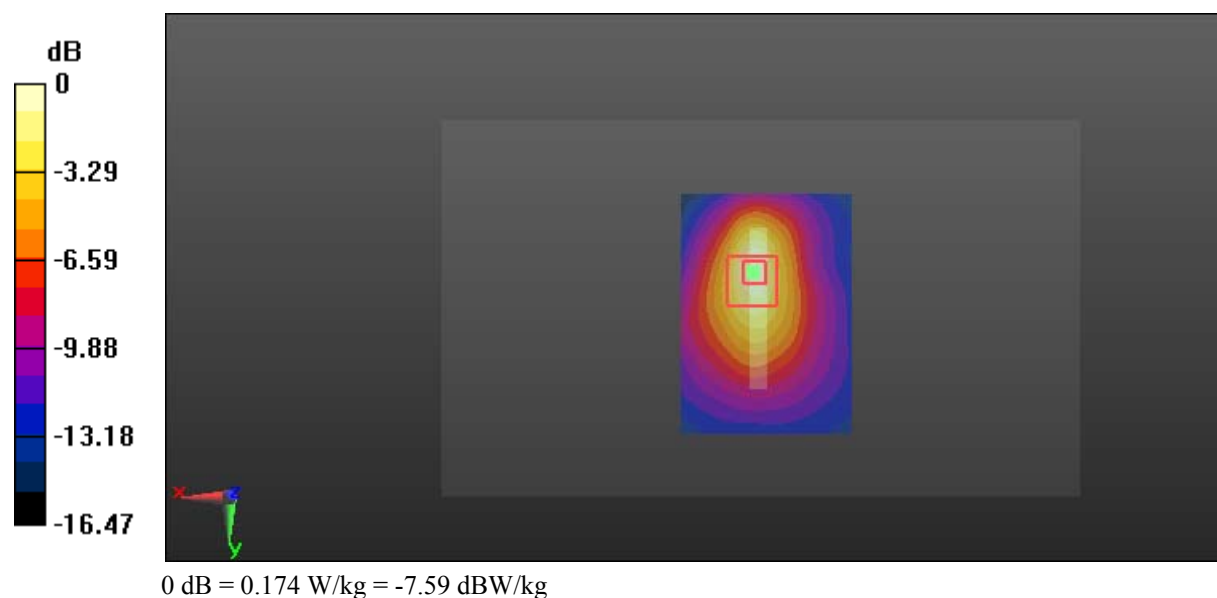 dB
0
-3.29
-6.59
-9.88
-13.18
-16.47
x
z
y
0 dB = 0.174 W/kg = -7.59 dBW/kg